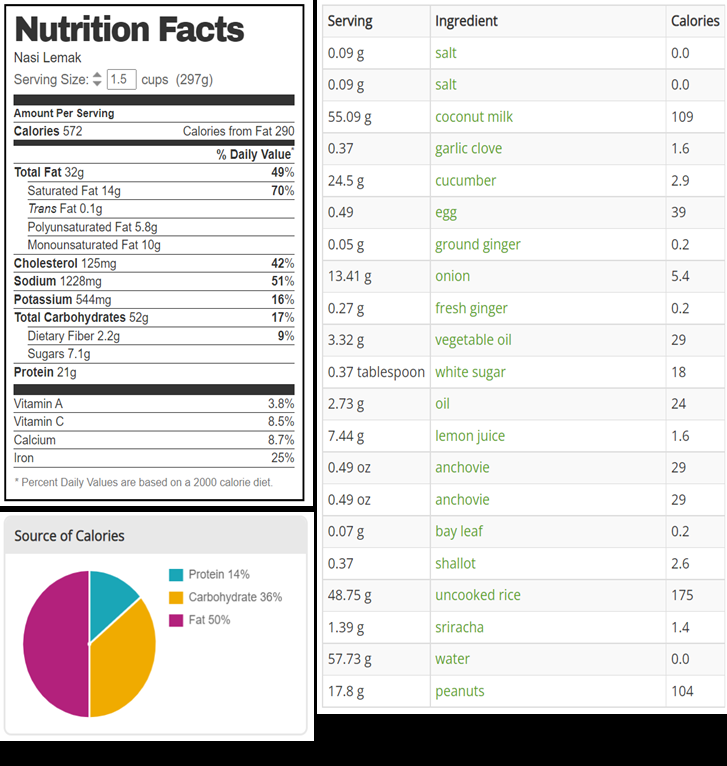 Nutrition Facts
Nasi Lemak
Serving Size: 1.5 cups (297g)
Amount Per Serving
Calories 572 Calories from Fat 290
% Daily Value*
Total Fat 32g 49%
Saturated Fat 14g 70%
Trans Fat 0.1g
Polyunsaturated Fat 5.8g
Monounsaturated Fat 10g
Cholesterol 125mg 42%
Sodium 1228mg 51%
Potassium 544mg 16%
Total Carbohydrates 52g 17%
Dietary Fiber 2.2g 9%
Sugars 7.1g
Protein 21g
Vitamin A 3.8%
Vitamin C 8.5%
Calcium 8.7%
Iron 25%
* Percent Daily Values are based on a 2000 calorie diet.
Source of Calories
Protein 14%
Carbohydrate 36%
Fat 50%
Serving Ingredient Calories
0.09 g salt 0.0
0.09 g salt 0.0
55.09 g coconut milk 109
0.37 garlic clove 1.6
24.5 g cucumber 2.9
0.49 egg 39
0.05 g ground ginger 0.2
13.41 g onion 5.4
0.27 g fresh ginger 0.2
3.32 g vegetable oil 29
0.37 tablespoon white sugar 18
2.73 g oil 24
7.44 g lemon juice 1.6
0.49 oz anchovie 29
0.49 oz anchovie 29
0.07 g bay leaf 0.2
0.37 shallot 2.6
48.75 g uncooked rice 175
1.39 g sriracha 1.4
57.73 g water 0.0
17.8 g peanuts 104